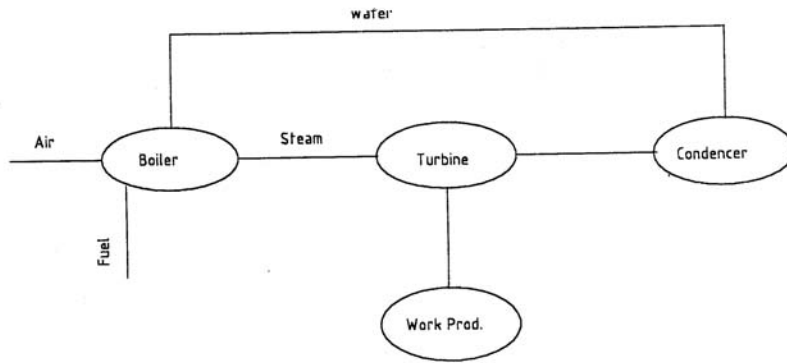 water
Air
Steam
Boiler
Turbine
Condencer
Fuel
Work Prod.